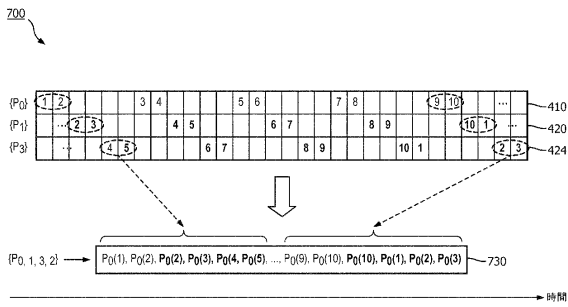 700
{P₀} 1 2 3 4 5 6 7 8 9 10 ... 410
{P₁} ... 2 3 4 5 6 7 8 9 10 1 ... 420
{P₃} ... 4 5 6 7 8 9 10 1 2 3 424
{P₀, 1, 3, 2} P₀(1), P₀(2), P₀(2), P₀(3), P₀(4, P₀(5), ..., P₀(9), P₀(10), P₀(10), P₀(1), P₀(2), P₀(3) 730
時間